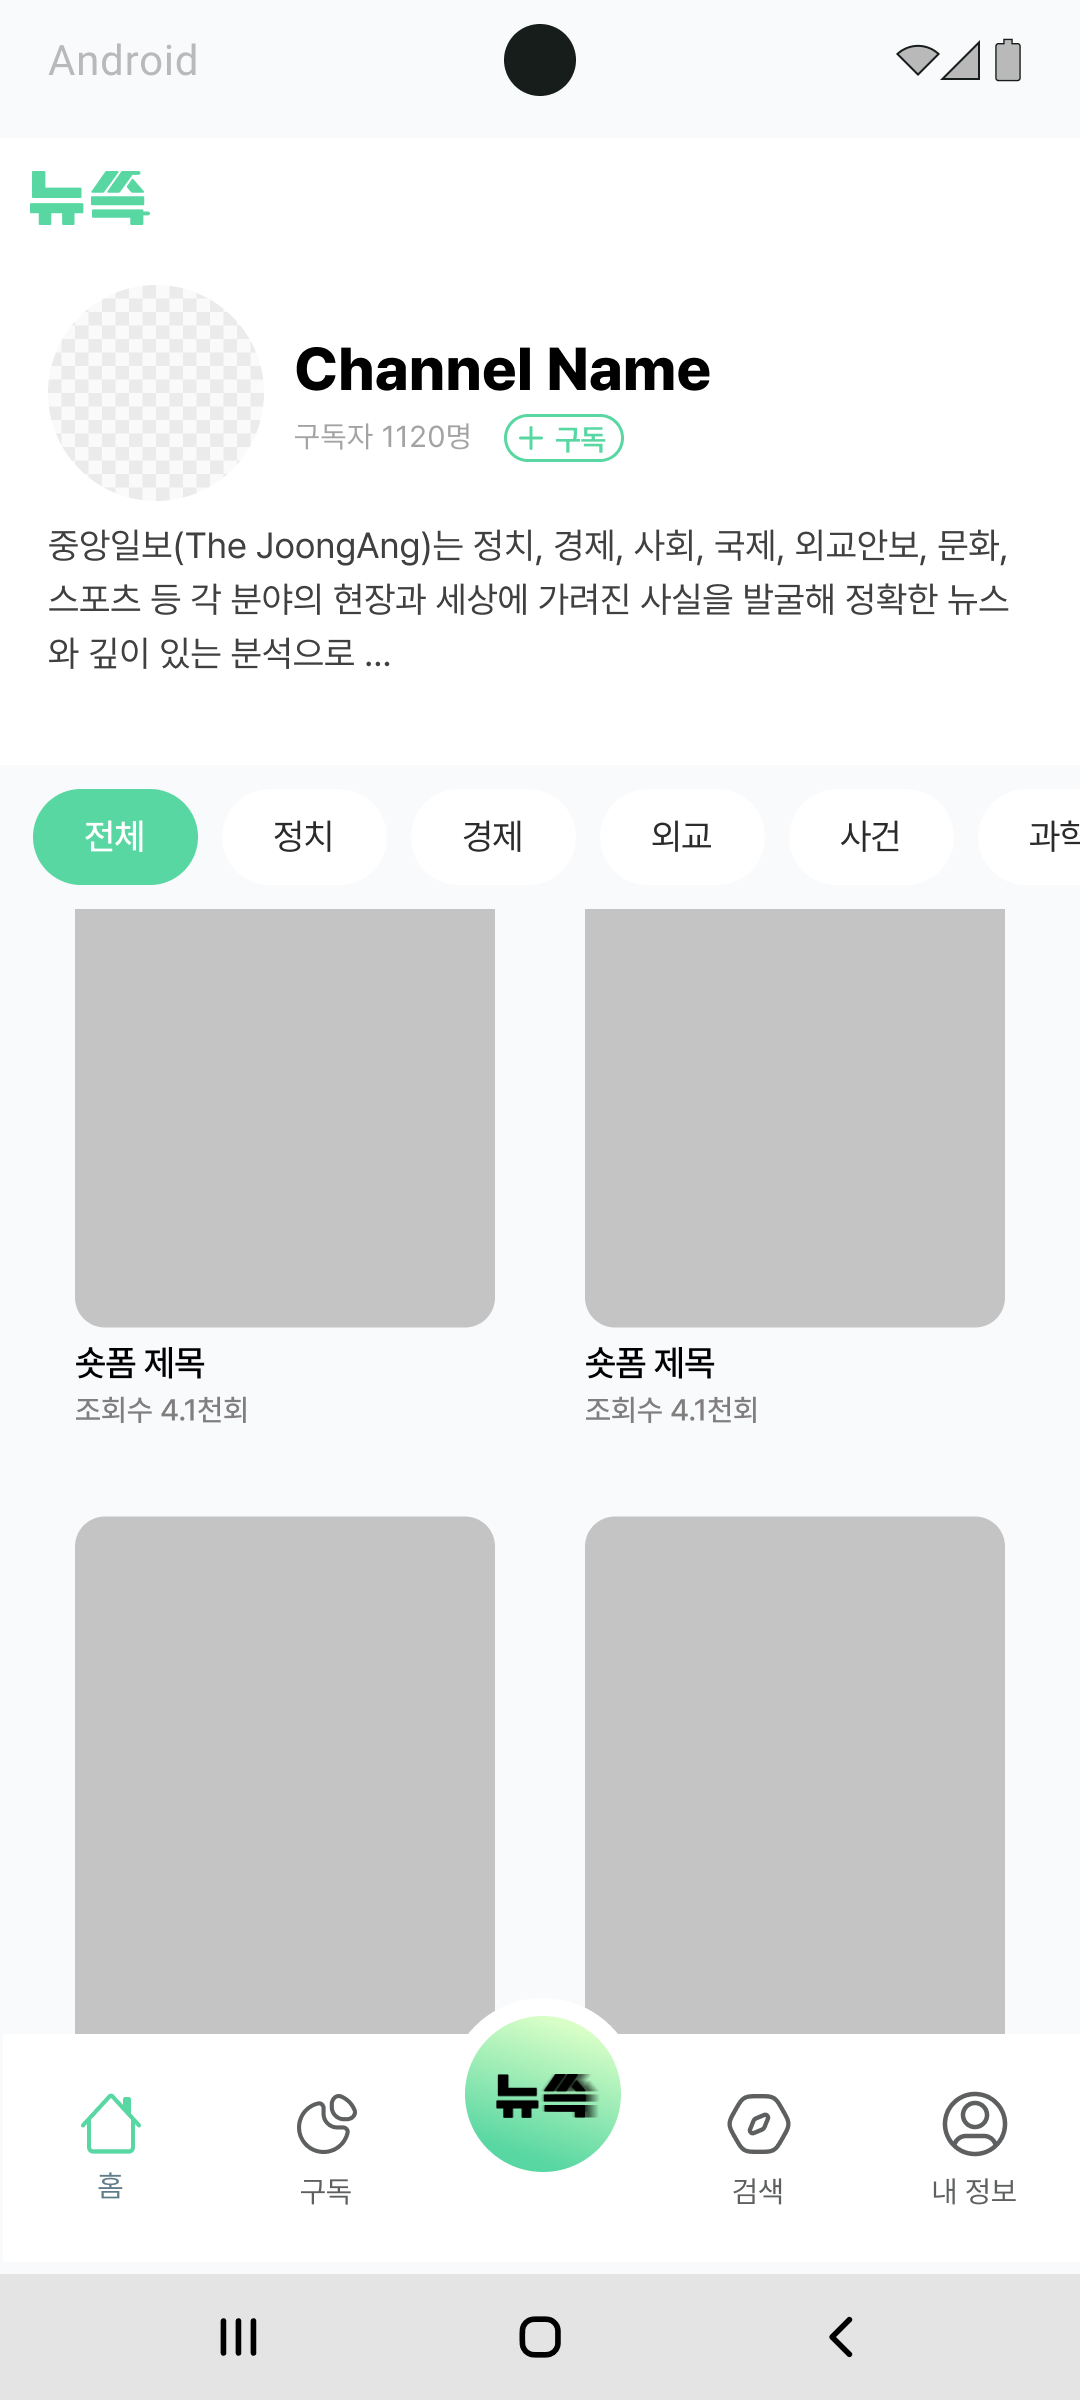 Android
뉴쓱
Channel Name
구독자 1120명
+ 구독
중앙일보(The JoongAng)는 정치, 경제, 사회, 국제, 외교안보, 문화,
스포츠 등 각 분야의 현장과 세상에 가려진 사실을 발굴해 정확한 뉴스
와 깊이 있는 분석으로 ...
전체 정치 경제 외교 사건 과학
숏폼 제목 숏폼 제목
조회수 4.1천회 조회수 4.1천회
뉴쓱
홈 구독 검색 내 정보